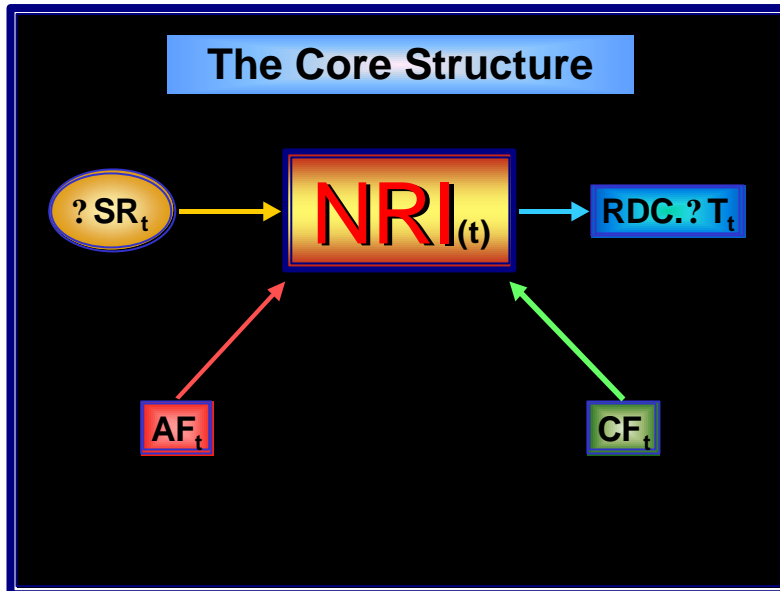 The Core Structure
? SRt
NRI(t)
RDC.? Tt
AFt
CFt